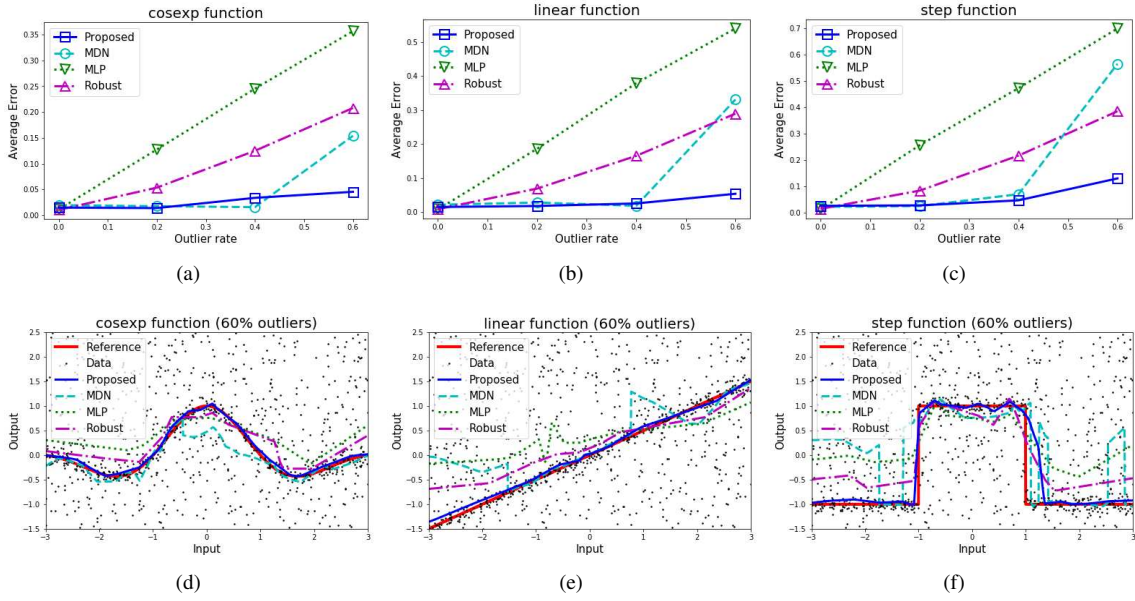 cosexp function
Average Error
0.35
0.30
0.25
0.20
0.15
0.10
0.05
0.00
Proposed
MDN
MLP
Robust
0.0 0.1 0.2 0.3 0.4 0.5 0.6
Outlier rate
(a)
linear function
Average Error
0.5
0.4
0.3
0.2
0.1
0.0
Proposed
MDN
MLP
Robust
0.0 0.1 0.2 0.3 0.4 0.5 0.6
Outlier rate
(b)
step function
Average Error
0.7
0.6
0.5
0.4
0.3
0.2
0.1
0.0
Proposed
MDN
MLP
Robust
0.0 0.1 0.2 0.3 0.4 0.5 0.6
Outlier rate
(c)
cosexp function (60% outliers)
Output
2.5
2.0
1.5
1.0
0.5
0.0
−0.5
−1.0
−1.5
Reference
Data
Proposed
MDN
MLP
Robust
−3 −2 −1 0 1 2 3
Input
(d)
linear function (60% outliers)
Output
2.5
2.0
1.5
1.0
0.5
0.0
−0.5
−1.0
−1.5
Reference
Data
Proposed
MDN
MLP
Robust
−3 −2 −1 0 1 2 3
Input
(e)
step function (60% outliers)
Output
2.5
2.0
1.5
1.0
0.5
0.0
−0.5
−1.0
−1.5
Reference
Data
Proposed
MDN
MLP
Robust
−3 −2 −1 0 1 2 3
Input
(f)